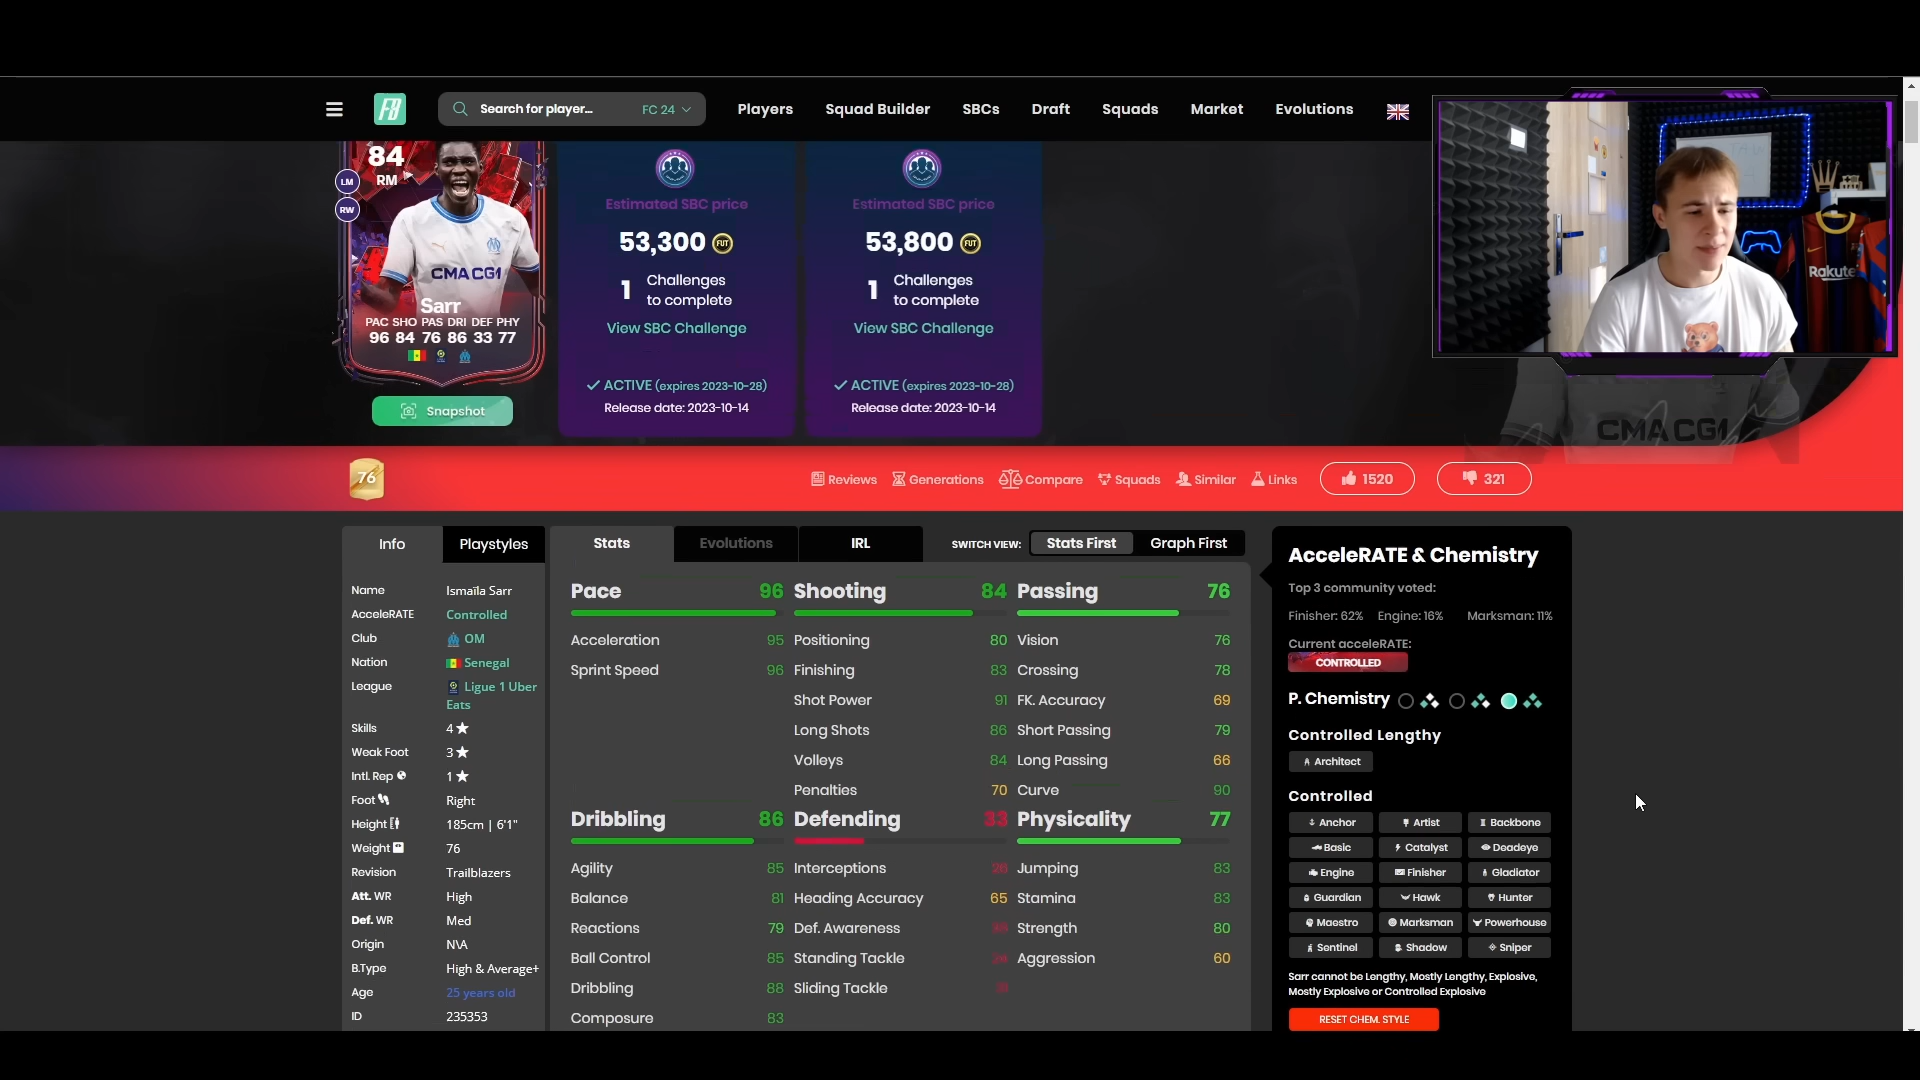 FB
Search for player...
FC 24
Players
Squad Builder
SBCs
Draft
Squads
Market
Evolutions
84
RM
LM
RW
CMA CGM
Sarr
PAC SHO PAS DRI DEF PHY
96 84 76 86 33 77
Snapshot
Estimated SBC price
53,300 FUT
1 Challenges
to complete
View SBC Challenge
ACTIVE (expires 2023-10-28)
Release date: 2023-10-14
Estimated SBC price
53,800 FUT
1 Challenges
to complete
View SBC Challenge
ACTIVE (expires 2023-10-28)
Release date: 2023-10-14
Rakute
CMA CGM
76
Reviews
Generations
Compare
Squads
Similar
Links
1520
321
Info
Playstyles
Name Ismaïla Sarr
AcceleRATE Controlled
Club OM
Nation Senegal
League Ligue 1 Uber
Eats
Skills 4
Weak Foot 3
Intl. Rep 1
Foot Right
Height 185cm | 6'1"
Weight 76
Revision Trailblazers
Att. WR High
Def. WR Med
Origin N\A
B.Type High & Average+
Age 25 years old
ID 235353
Stats
Evolutions
IRL
SWITCH VIEW: Stats First Graph First
Pace 96
Acceleration 95
Sprint Speed 96
Shooting 84
Positioning 80
Finishing 83
Shot Power 91
Long Shots 86
Volleys 84
Penalties 70
Passing 76
Vision 76
Crossing 78
FK. Accuracy 69
Short Passing 79
Long Passing 66
Curve 90
Dribbling 86
Agility 85
Balance 81
Reactions 79
Ball Control 85
Dribbling 88
Composure 83
Defending 33
Interceptions
Heading Accuracy 65
Def. Awareness
Standing Tackle
Sliding Tackle
Physicality 77
Jumping 83
Stamina 83
Strength 80
Aggression 60
AcceleRATE & Chemistry
Top 3 community voted:
Finisher: 62% Engine: 16% Marksman: 11%
Current acceleRATE:
CONTROLLED
P. Chemistry
Controlled Lengthy
Architect
Controlled
Anchor Artist Backbone
Basic Catalyst Deadeye
Engine Finisher Gladiator
Guardian Hawk Hunter
Maestro Marksman Powerhouse
Sentinel Shadow Sniper
Sarr cannot be Lengthy, Mostly Lengthy, Explosive,
Mostly Explosive or Controlled Explosive
RESET CHEM. STYLE